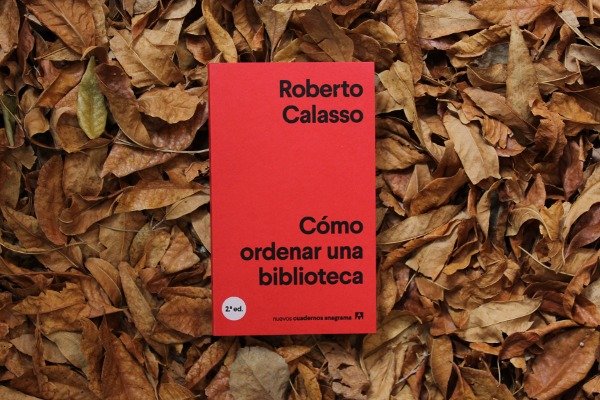 Roberto
Calasso
Cómo
ordenar una
biblioteca
2.ª ed.
nuevos cuadernos anagrama